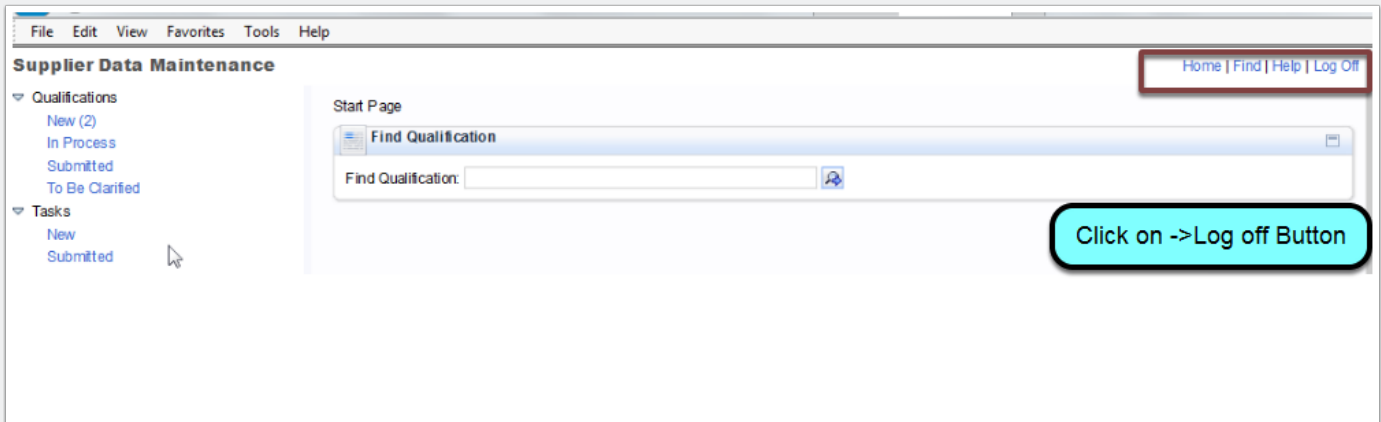 File Edit View Favorites Tools Help
Supplier Data Maintenance
Home | Find | Help | Log Off
Qualifications
New (2)
In Process
Submitted
To Be Clarified
Tasks
New
Submitted
Start Page
Find Qualification
Find Qualification:
Click on ->Log off Button